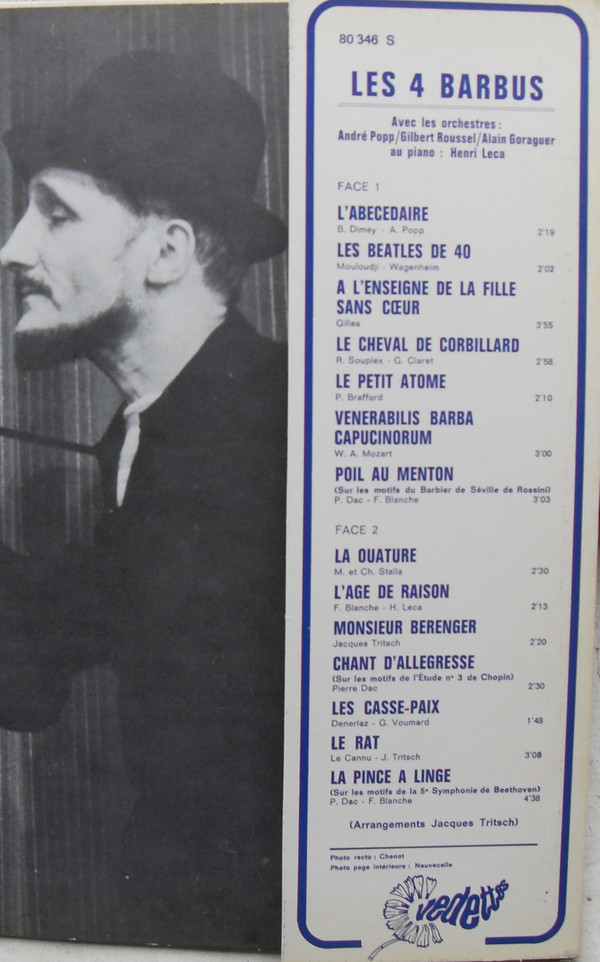 80 346 S
LES 4 BARBUS
Avec les orchestres :
André Popp/Gilbert Roussel/Alain Goraguer
au piano : Henri Leca
FACE 1
L'ABECEDAIRE
B. Dimey - A. Popp 2'19
LES BEATLES DE 40
Mouloudji - Wagenheim 2'02
A L'ENSEIGNE DE LA FILLE
SANS CŒUR
Gilles 3'55
LE CHEVAL DE CORBILLARD
R. Souplex - G. Claret 2'58
LE PETIT ATOME
P. Brafford 2'10
VENERABILIS BARBA
CAPUCINORUM
W. A. Mozart 3'00
POIL AU MENTON
(Sur les motifs du Barbier de Séville de Rossini)
P. Dac - F. Blanche 3'03
FACE 2
LA OUATURE
M. et Ch. Stalla 2'30
L'AGE DE RAISON
F. Blanche - H. Leca 2'13
MONSIEUR BERENGER
Jacques Tritsch 2'20
CHANT D'ALLEGRESSE
(Sur les motifs de l'Étude n° 3 de Chopin)
Pierre Dac 2'30
LES CASSE-PAIX
Deneriaz - G. Voumard 1'48
LE RAT
Le Cannu - J. Tritsch 3'08
LA PINCE A LINGE
(Sur les motifs de la 5e Symphonie de Beethoven)
P. Dac - F. Blanche 4'38
(Arrangements Jacques Tritsch)
Photo recto : Chenot
Photo page intérieure : Neuvecelle
vedettes